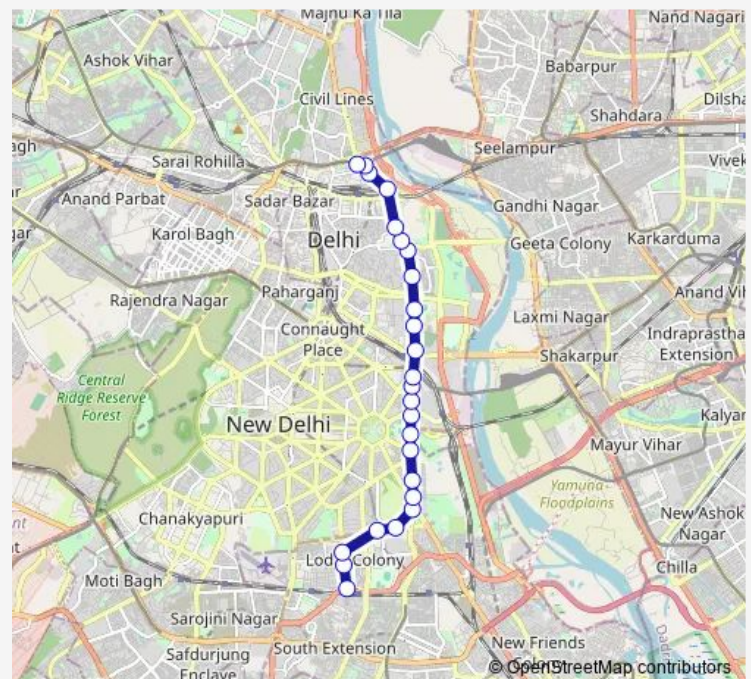 Majnu Ka Tila
Nand Nagari
Ashok Vihar
Babarpur
Civil Lines
Shahdara
Dilsha
agh
Sarai Rohilla
Seelampur
Vivek
Anand Parbat
Sadar Bazar
Gandhi Nagar
gar
Karol Bagh
Delhi
Geeta Colony
Karkarduma
Rajendra Nagar
Paharganj
Anand Vih
Connaught
Place
Laxmi Nagar
Indraprastha
Extension
Shakarpur
Central
Ridge Reserve
Forest
New Delhi
Kalyan
Mayur Vihar
Yamuna
Floodplains
Chanakyapuri
New Ashok
Nagar
Lodi Colony
Chilla
Moti Bagh
Sarojini Nagar
South Extension
New Friends
Safdurjung
Enclave
© OpenStreetMap contributors